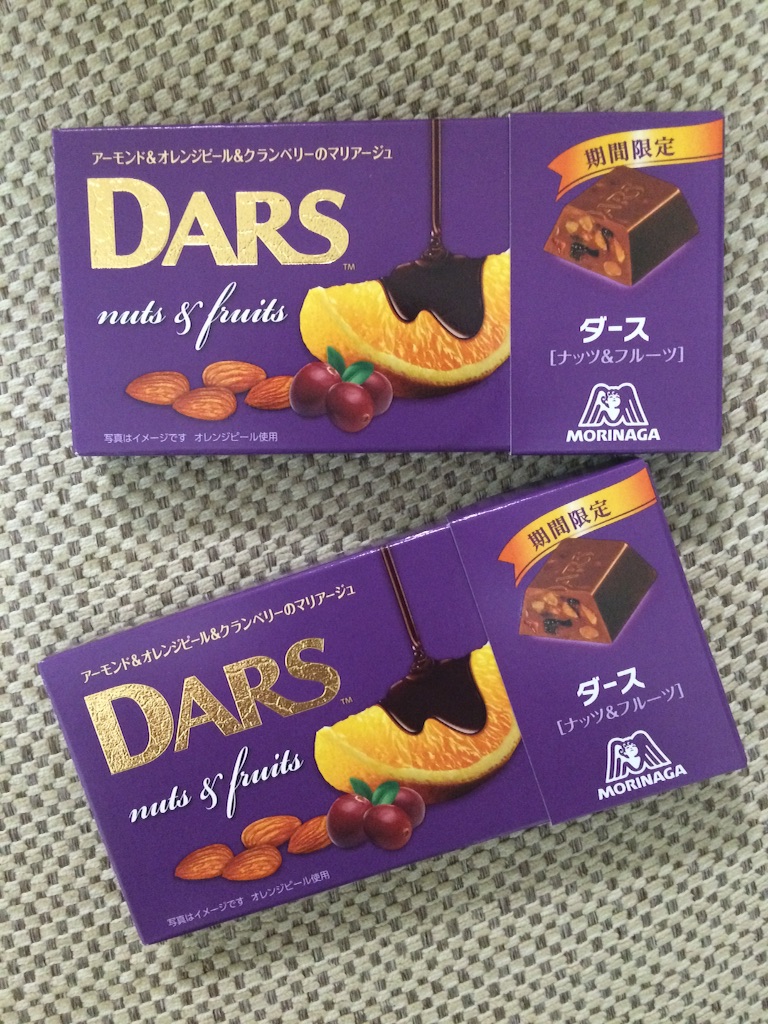 アーモンド&オレンジピール&クランベリーのマリアージュ
DARS™
nuts & fruits
写真はイメージです オレンジピール使用
期間限定
DARS
ダース
[ナッツ&フルーツ]
MORINAGA
アーモンド&オレンジピール&クランベリーのマリアージュ
DARS™
nuts & fruits
写真はイメージです オレンジピール使用
期間限定
DARS
ダース
[ナッツ&フルーツ]
MORINAGA